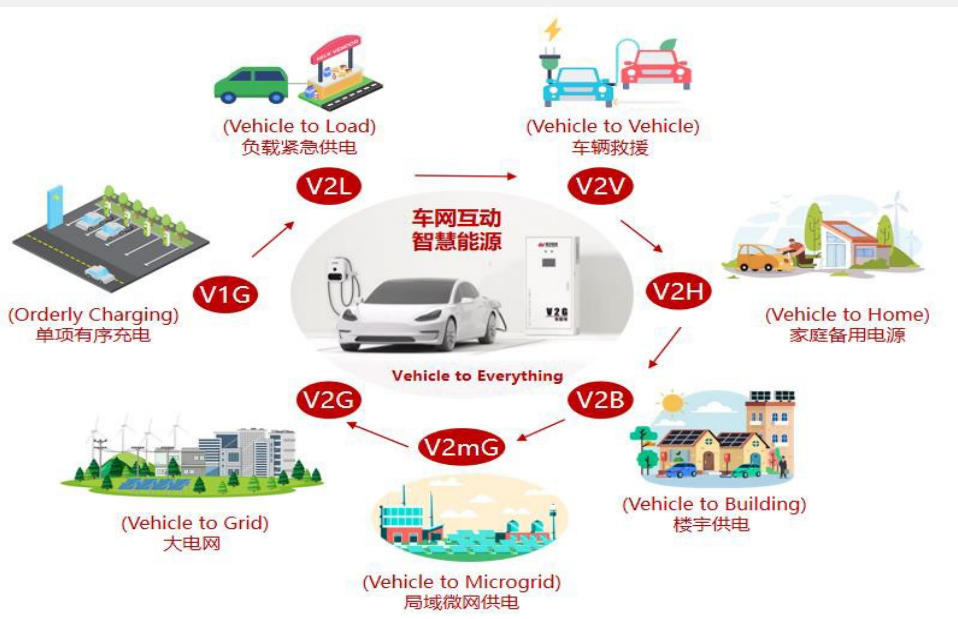 MILK VENDOR
(Vehicle to Load)
负载紧急供电
(Vehicle to Vehicle)
车辆救援
V2L
V2V
车网互动
智慧能源
V1G
V2H
(Orderly Charging)
单项有序充电
(Vehicle to Home)
家庭备用电源
V2G
Vehicle to Everything
V2G
V2B
V2mG
(Vehicle to Grid)
大电网
(Vehicle to Building)
楼宇供电
(Vehicle to Microgrid)
局域微网供电